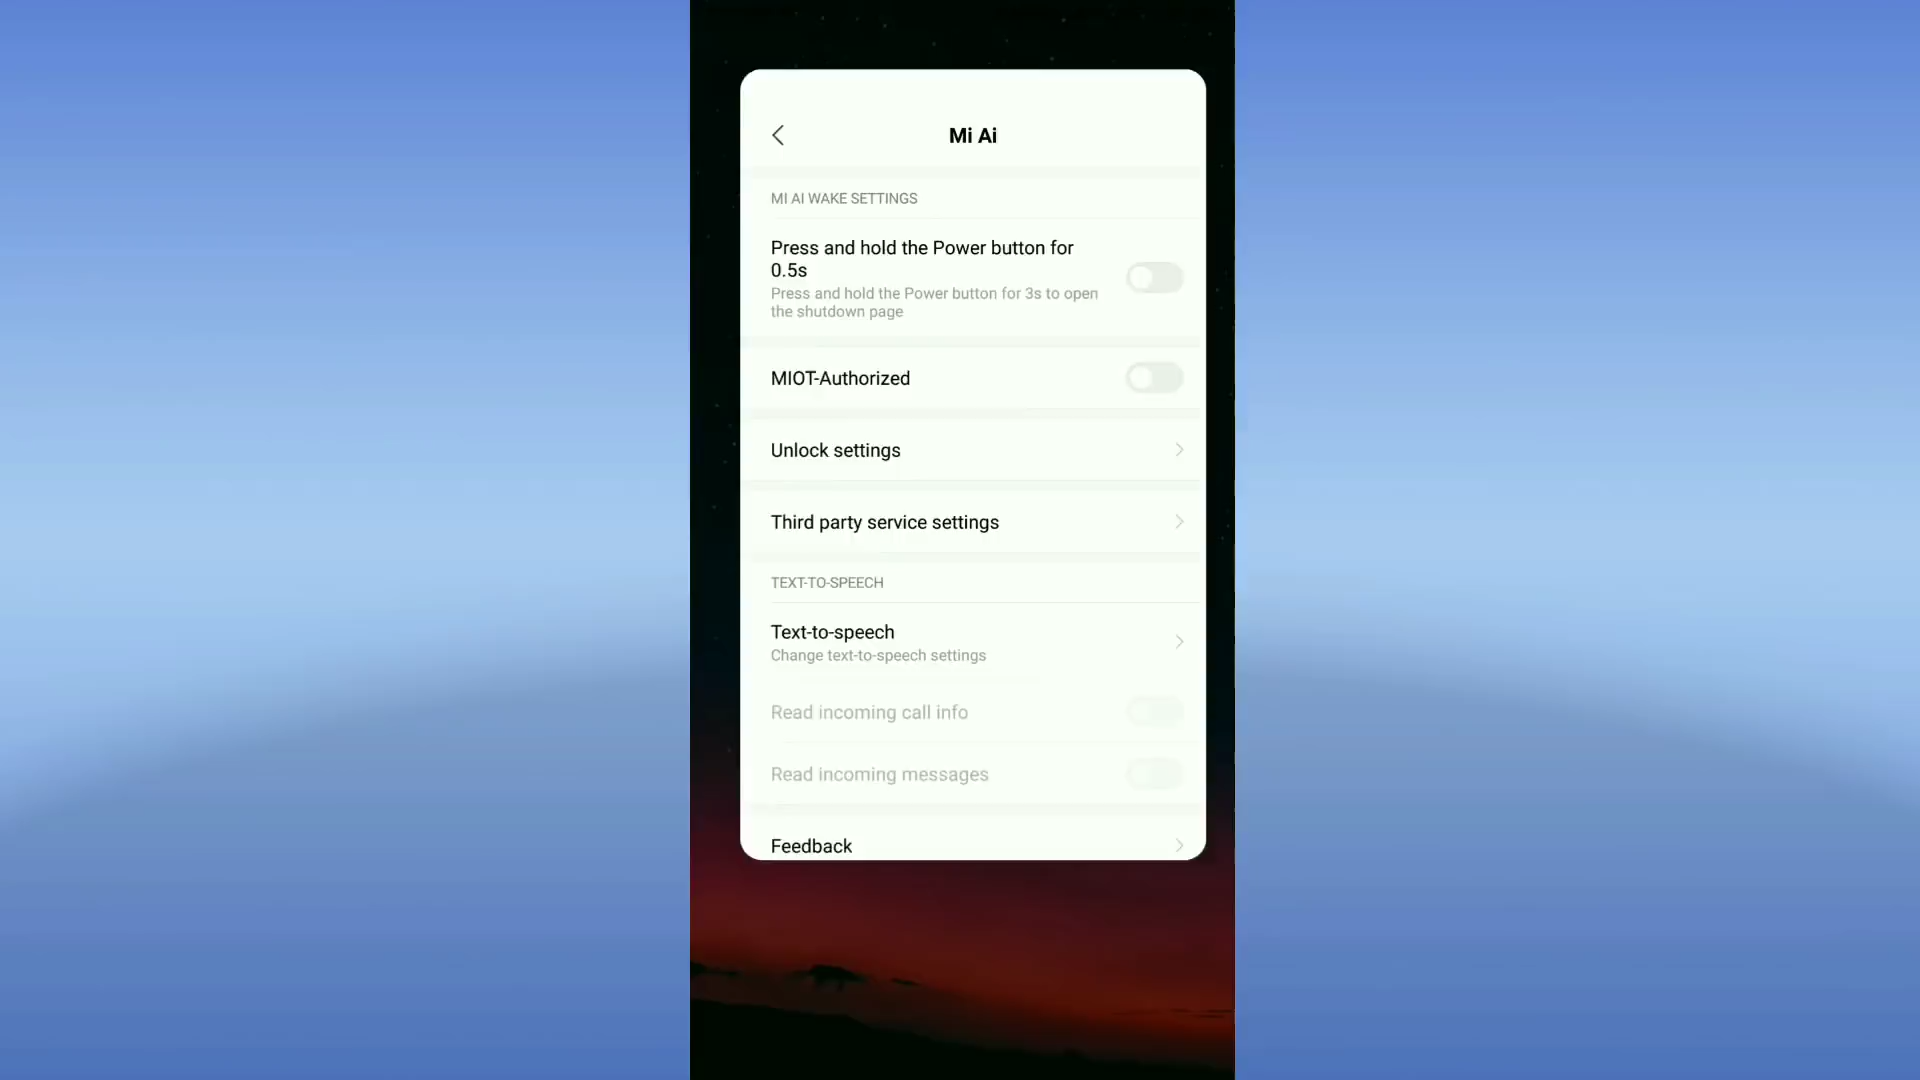 Mi Ai
MI AI WAKE SETTINGS
Press and hold the Power button for
0.5s
Press and hold the Power button for 3s to open
the shutdown page
MIOT-Authorized
Unlock settings
Third party service settings
TEXT-TO-SPEECH
Text-to-speech
Change text-to-speech settings
Read incoming call info
Read incoming messages
Feedback